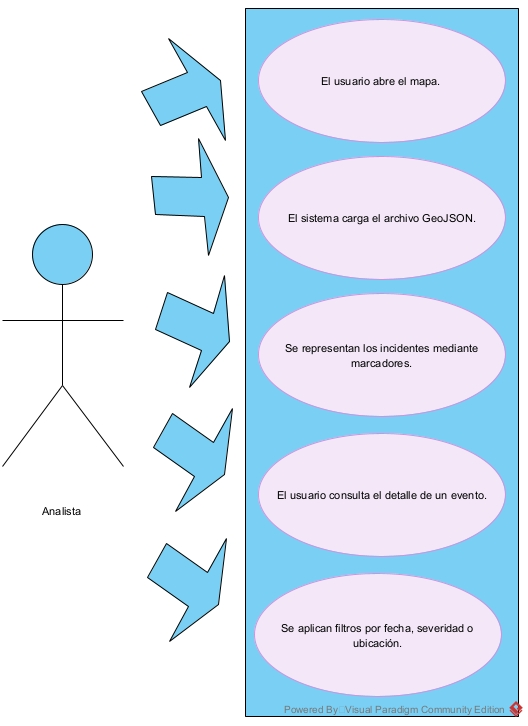 El usuario abre el mapa.
El sistema carga el archivo GeoJSON.
Se representan los incidentes mediante
marcadores.
El usuario consulta el detalle de un evento.
Analista
Se aplican filtros por fecha, severidad o
ubicación.
Powered By Visual Paradigm Community Edition